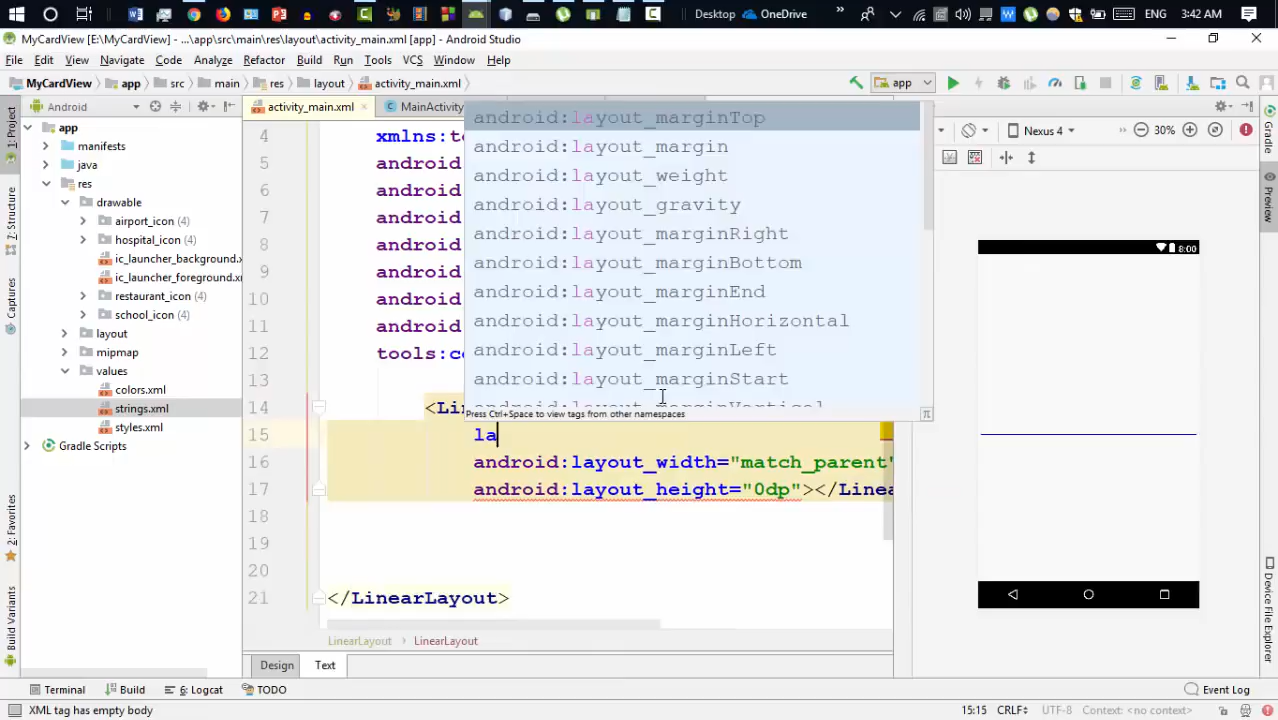 Desktop OneDrive » ENG 3:42 AM
MyCardView [E:\MyCardView] - ...\app\src\main\res\layout\activity_main.xml [app] - Android Studio
File Edit View Navigate Code Analyze Refactor Build Run Tools VCS Window Help
MyCardView app src main res layout activity_main.xml app
Android activity_main.xml MainActivity
1: Project
7: Structure
Captures
2: Favorites
Build Variants
app
manifests
java
res
drawable
airport_icon (4)
hospital_icon (4)
ic_launcher_background.
ic_launcher_foreground.x
restaurant_icon (4)
school_icon (4)
layout
mipmap
values
colors.xml
strings.xml
styles.xml
Gradle Scripts
4 xmlns:t
5 android
6 android
7 android
8 android
9 android
10 android
11 android
12 tools:c
13
14 <Li
15 la
16 android:layout_width="match_parent"
17 android:layout_height="0dp"></Linea
18
19
20
21 </LinearLayout>
android:layout_marginTop
android:layout_margin
android:layout_weight
android:layout_gravity
android:layout_marginRight
android:layout_marginBottom
android:layout_marginEnd
android:layout_marginHorizontal
android:layout_marginLeft
android:layout_marginStart
android:layout_marginVertical
Press Ctrl+Space to view tags from other namespaces
Nexus 4 » 30%
8:00
Gradle
Preview
Device File Explorer
LinearLayout › LinearLayout
Design Text
Terminal Build 6: Logcat TODO Event Log
XML tag has empty body 15:15 CRLF UTF-8 Context: <no context>